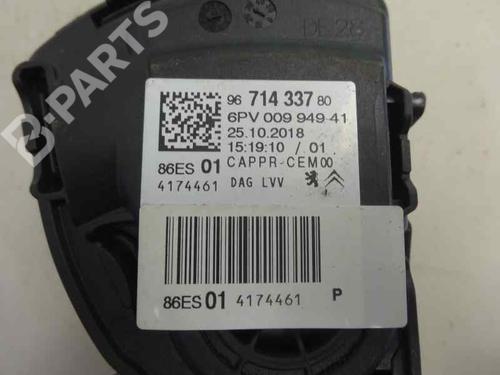 B-PARTS
DE28
96 714 337 80
6PV 009 949-41
25.10.2018
15:19:10 / 01
86ES 01 CAPPR-CEM00
4174461 DAG LVV
86ES 01 4174461 P